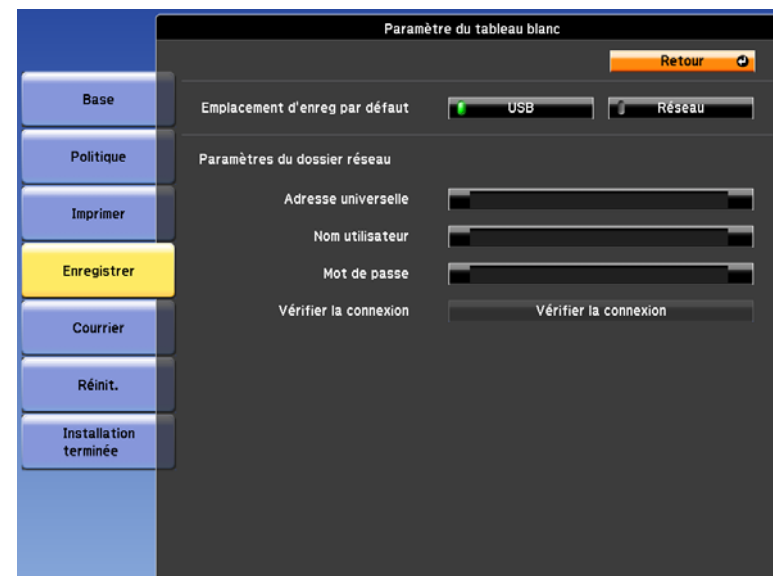 Paramètre du tableau blanc
Retour
Base
Emplacement d'enreg par défaut
USB
Réseau
Politique
Paramètres du dossier réseau
Adresse universelle
Imprimer
Nom utilisateur
Enregistrer
Mot de passe
Vérifier la connexion
Vérifier la connexion
Courrier
Réinit.
Installation
terminée